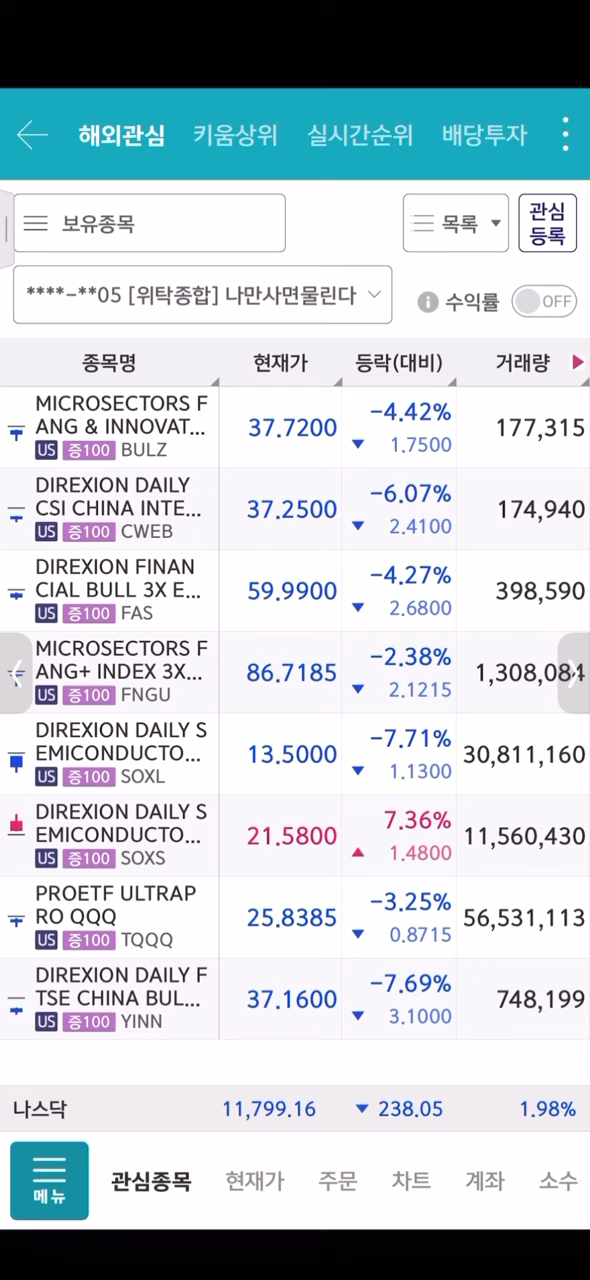 해외관심 키움상위 실시간순위 배당투자
보유종목 목록 관심
등록
****-**05 [위탁종합] 나만사면물린다 수익률 OFF
종목명 현재가 등락(대비) 거래량
MICROSECTORS F
ANG & INNOVAT... 37.7200 -4.42% 177,315
US 증100 BULZ 1.7500
DIREXION DAILY
CSI CHINA INTE... 37.2500 -6.07% 174,940
US 증100 CWEB 2.4100
DIREXION FINAN
CIAL BULL 3X E... 59.9900 -4.27% 398,590
US 증100 FAS 2.6800
MICROSECTORS F
ANG+ INDEX 3X... 86.7185 -2.38% 1,308,084
US 증100 FNGU 2.1215
DIREXION DAILY S
EMICONDUCTO... 13.5000 -7.71% 30,811,160
US 증100 SOXL 1.1300
DIREXION DAILY S
EMICONDUCTO... 21.5800 7.36% 11,560,430
US 증100 SOXS 1.4800
PROETF ULTRAP
RO QQQ 25.8385 -3.25% 56,531,113
US 증100 TQQQ 0.8715
DIREXION DAILY F
TSE CHINA BUL... 37.1600 -7.69% 748,199
US 증100 YINN 3.1000
나스닥 11,799.16 ▼ 238.05 1.98%
메뉴 관심종목 현재가 주문 차트 계좌 소수